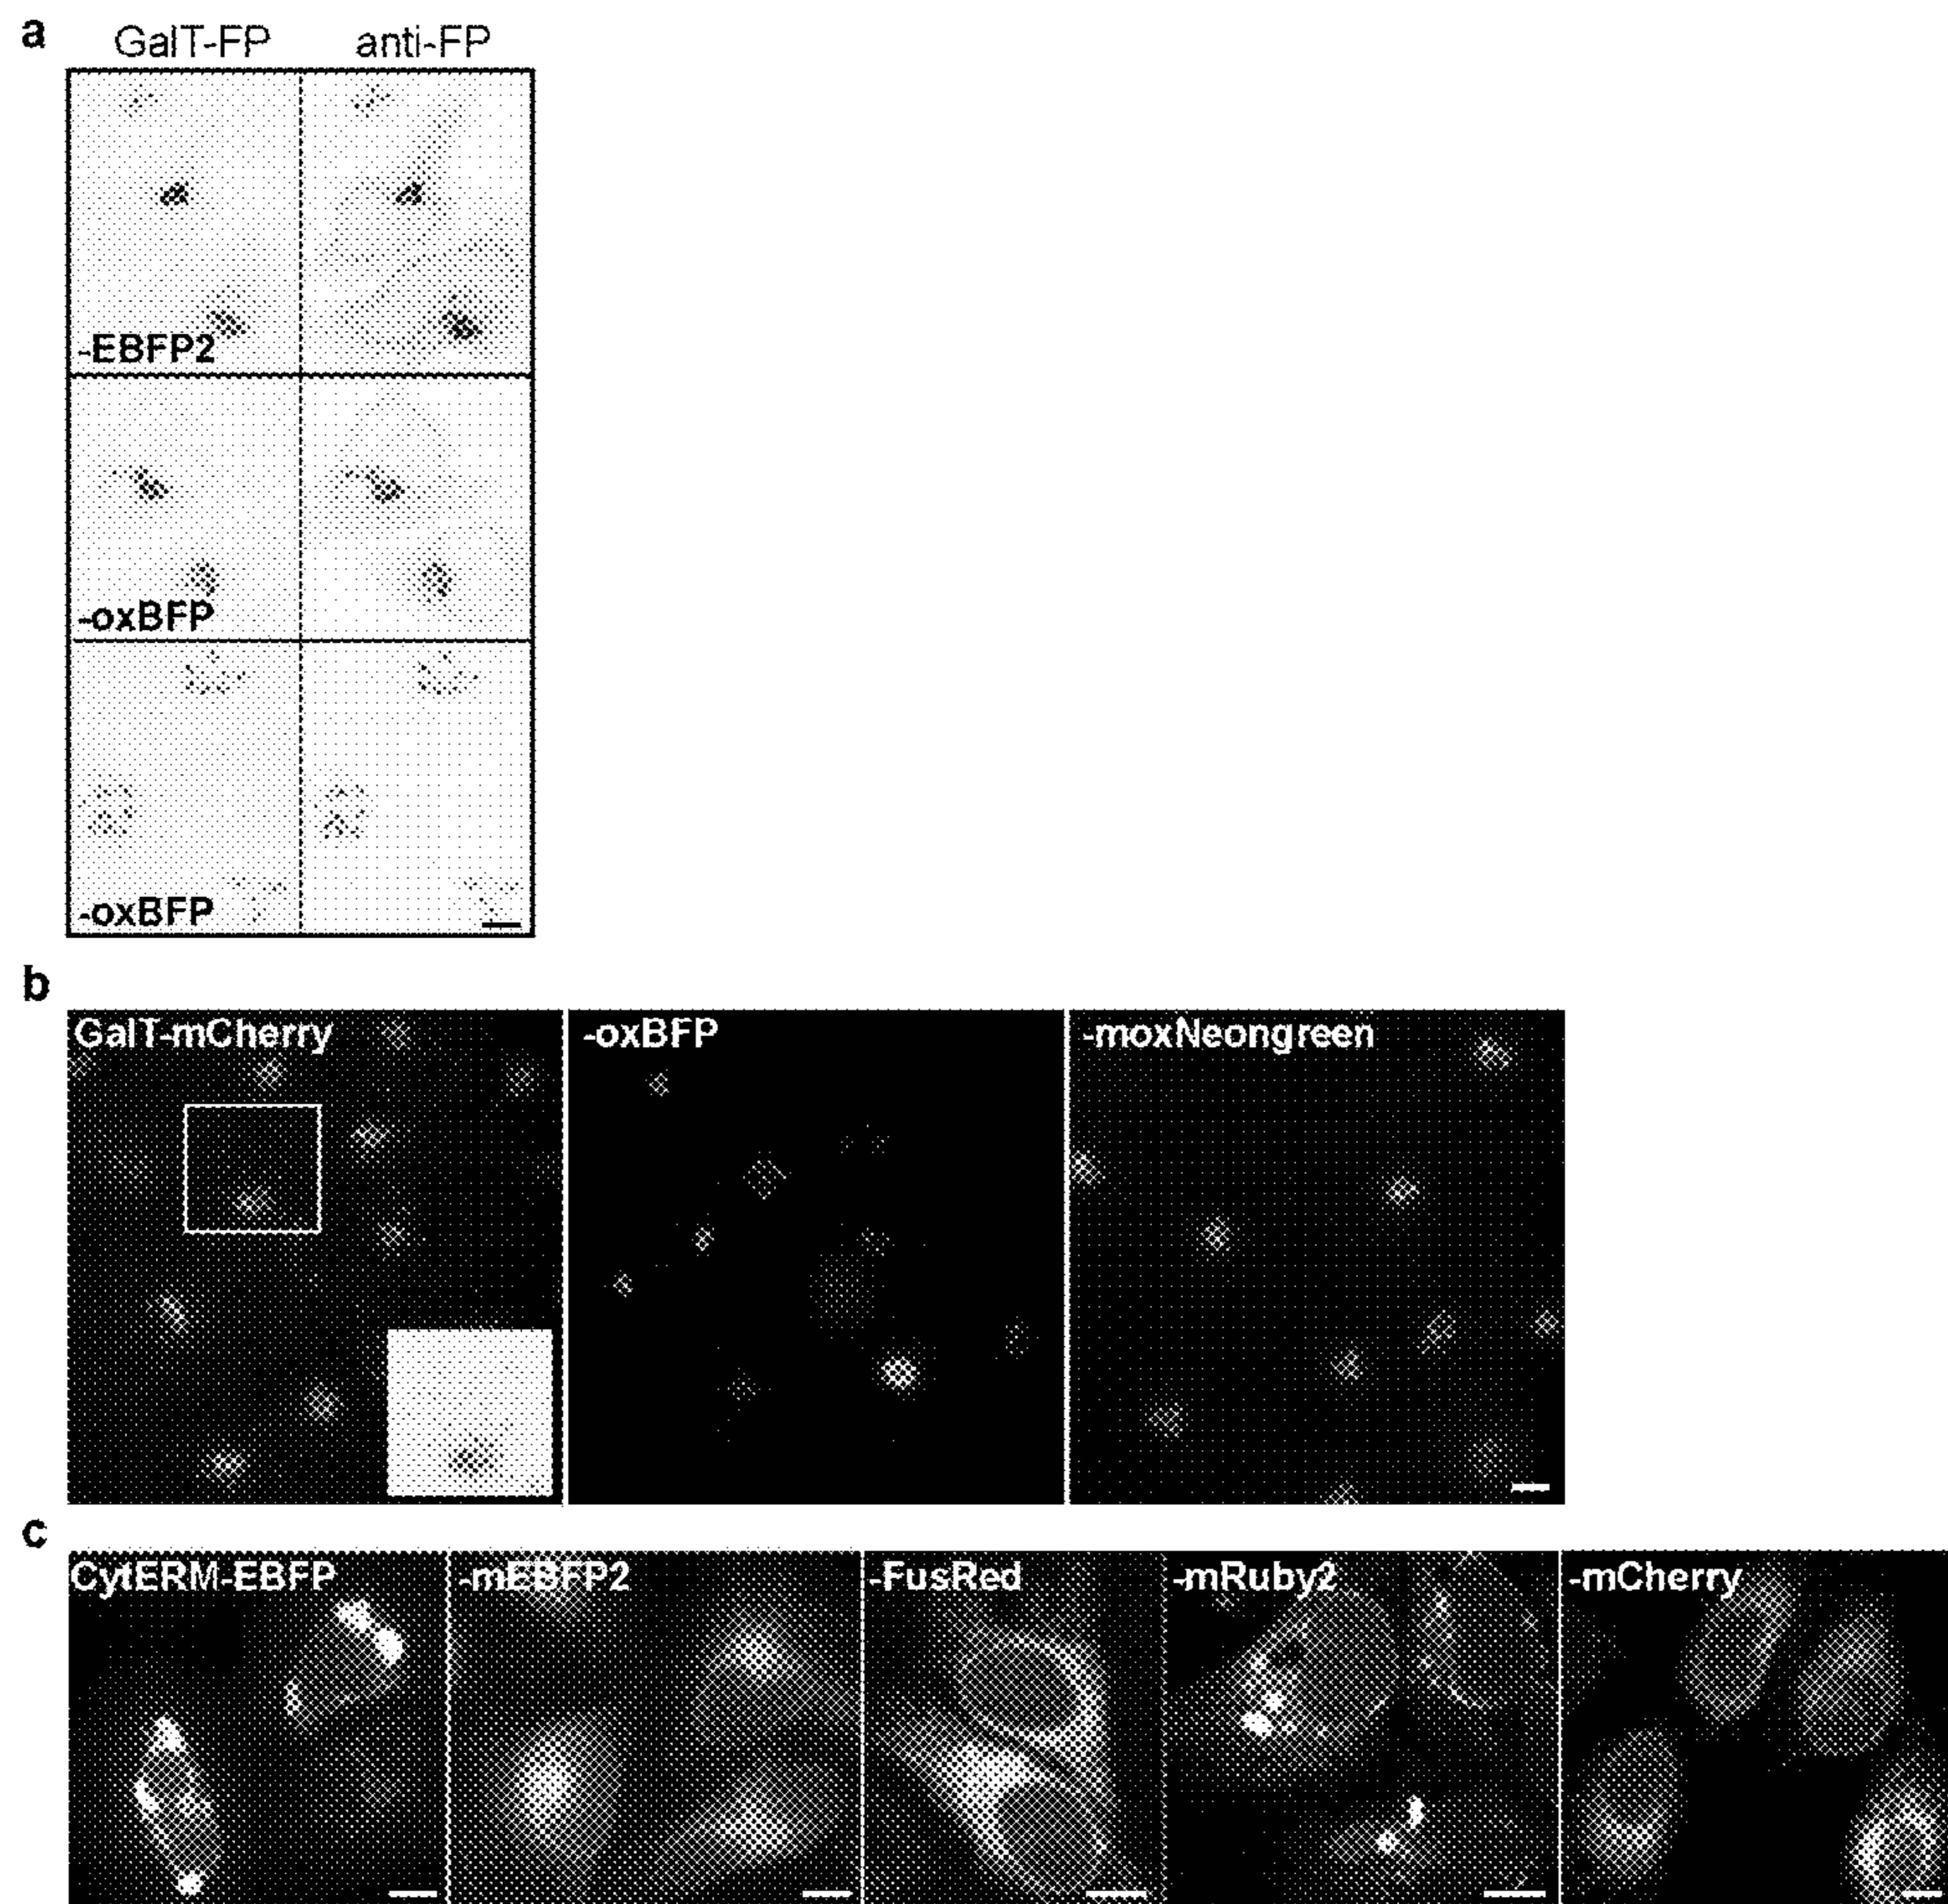 a
GalT-FP anti-FP
-EBFP2
-oxBFP
-oxBFP
b
GalT-mCherry -oxBFP -moxNeongreen
c
CytERM-EBFP -mEBFP2 -FusRed -mRuby2 -mCherry